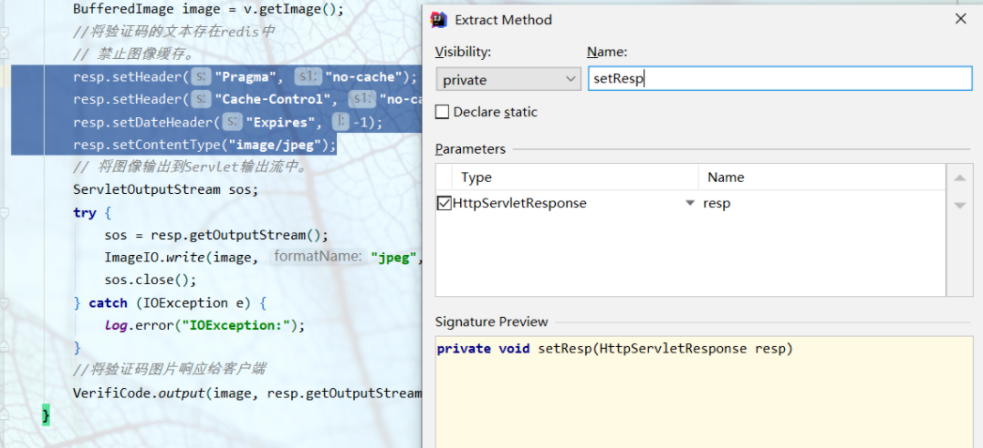 BufferedImage image = v.getImage();
//将验证码的文本存在redis中
// 禁止图像缓存。
resp.setHeader( s: "Pragma", s1: "no-cache");
resp.setHeader( s: "Cache-Control", s1: "no-ca
resp.setDateHeader( s: "Expires", l: -1);
resp.setContentType("image/jpeg");
// 将图像输出到Servlet输出流中。
ServletOutputStream sos;
try {
sos = resp.getOutputStream();
ImageIO.write(image, formatName: "jpeg",
sos.close();
} catch (IOException e) {
Log.error("IOException:");
}
//将验证码图片响应给客户端
VerifiCode.output(image, resp.getOutputStream
}
Extract Method
Visibility: Name:
private setResp
Declare static
Parameters
Type Name
HttpServletResponse resp
Signature Preview
private void setResp(HttpServletResponse resp)